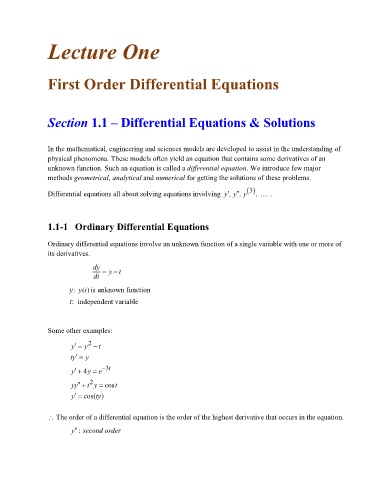 Lecture One
First Order Differential Equations
Section 1.1 – Differential Equations & Solutions
In the mathematical, engineering and sciences models are developed to assist in the understanding of
physical phenomena. These models often yield an equation that contains some derivatives of an
unknown function. Such an equation is called a differential equation. We introduce few major
methods geometrical, analytical and numerical for getting the solutions of these problems.
Differential equations all about solving equations involving y′, y″, y^(3), … .
1.1-1 Ordinary Differential Equations
Ordinary differential equations involve an unknown function of a single variable with one or more of
its derivatives.
dy/dt = y − t
y: y(t) is unknown function
t: independent variable
Some other examples:
y′ = y² − t
ty′ = y
y′ + 4y = e^−3t
yy″ + t²y = cos t
y′ = cos(ty)
∴ The order of a differential equation is the order of the highest derivative that occurs in the equation.
y″ : second order